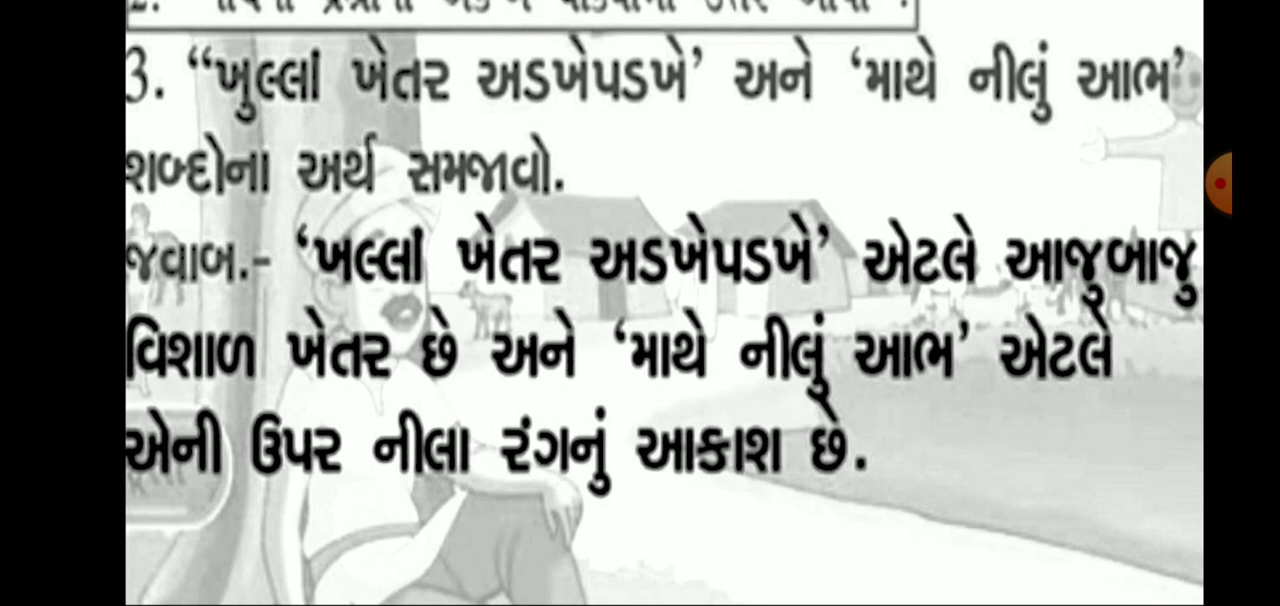 3. “ખુલ્લાં ખેતર અડખેપડખે’ અને ‘માથે નીલું આભ’
શબ્દોના અર્થ સમજાવો.
જવાબ.- ‘ખલ્લાં ખેતર અડખેપડખે’ એટલે આજુબાજુ
વિશાળ ખેતર છે અને ‘માથે નીલું આભ’ એટલે
એની ઉપર નીલા રંગનું આકાશ છે.